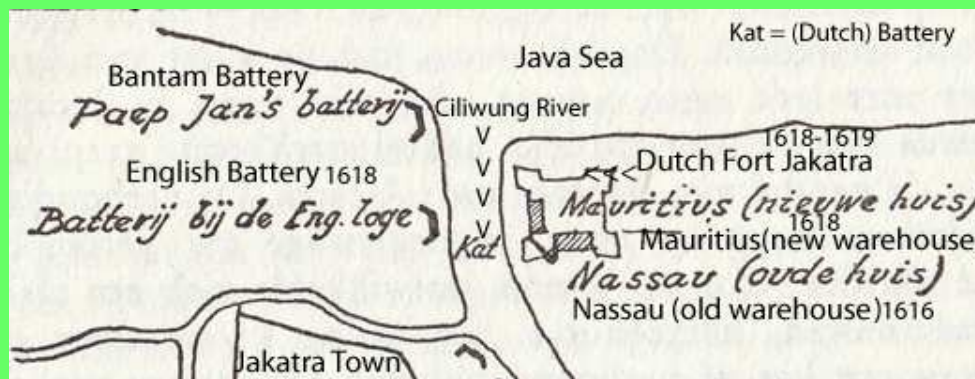 Kat = (Dutch) Battery
Java Sea
Bantam Battery
Paep Jan's batterij
Ciliwung River
V
V
V
V
V
Kat
English Battery 1618
Batterij bij de Eng. loge
1618-1619
Dutch Fort Jakatra
Mauritius (nieuwe huis)
1618
Mauritius(new warehouse
Nassau (oude huis)
Nassau (old warehouse)1616
Jakatra Town